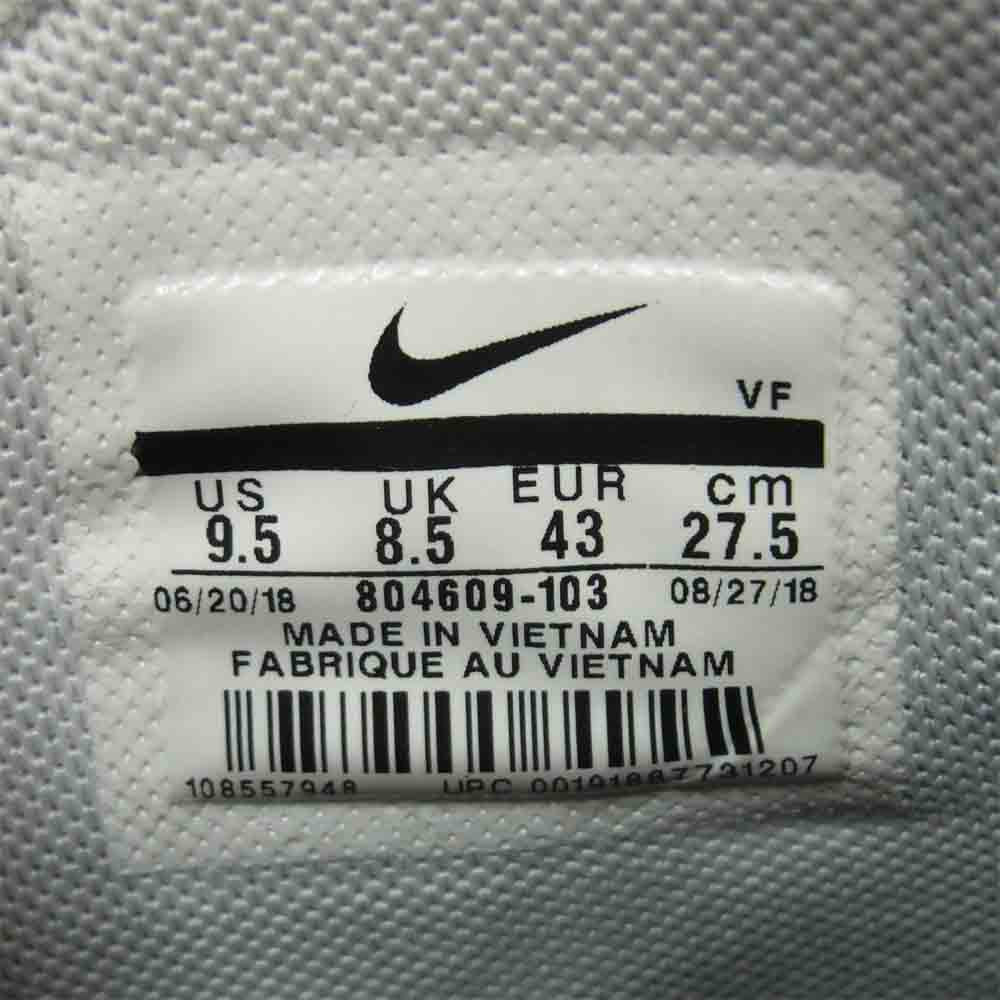 VF
US UK EUR cm
9.5 8.5 43 27.5
06/20/18 804609-103 08/27/18
MADE IN VIETNAM
FABRIQUE AU VIETNAM
108557948 UPC